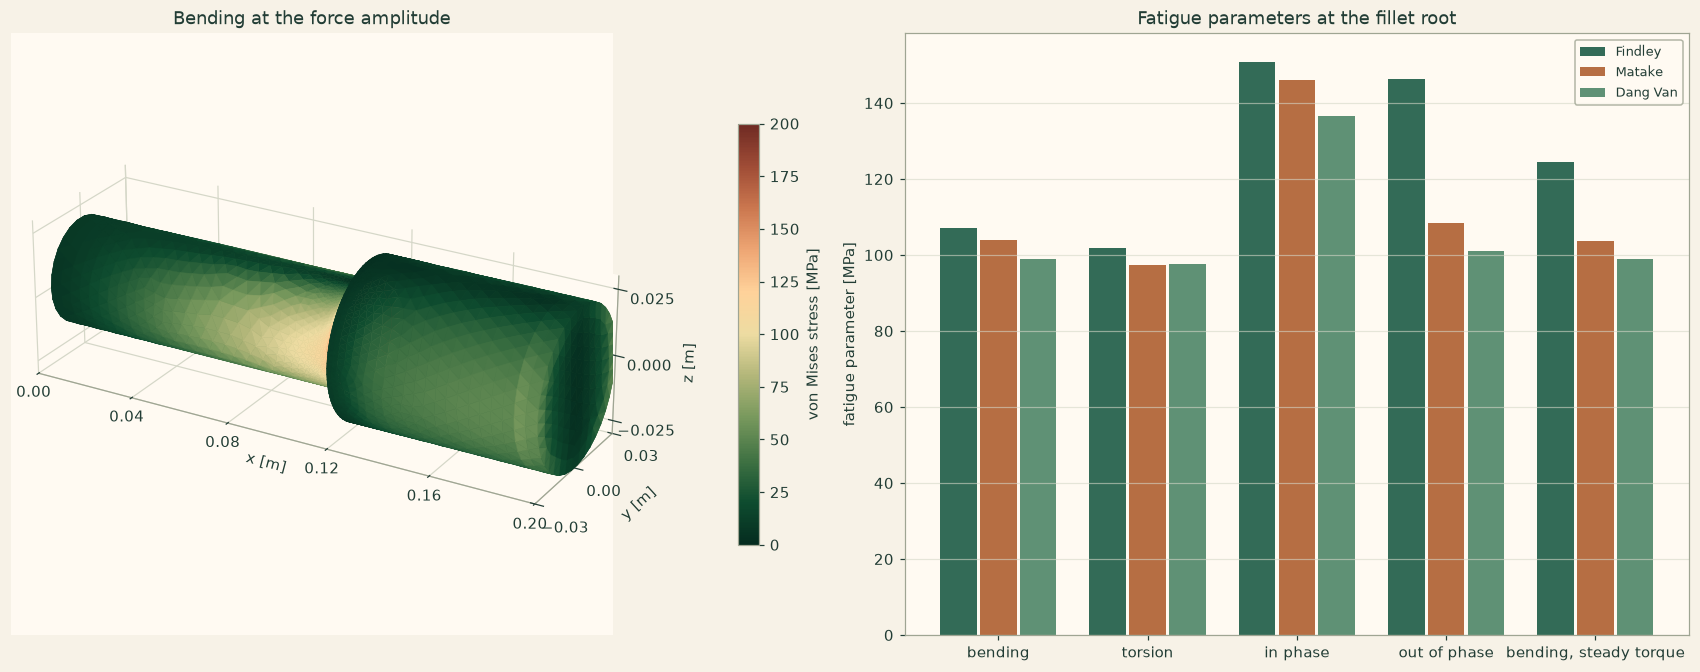 Bending at the force amplitude
0.00
0.04
0.08
0.12
0.16
0.20
x [m]
−0.03
0.00
0.03
y [m]
−0.025
0.000
0.025
z [m]
200
175
150
125
100
75
50
25
0
von Mises stress [MPa]
Fatigue parameters at the fillet root
Findley
Matake
Dang Van
140
120
100
80
60
40
20
0
fatigue parameter [MPa]
bending
torsion
in phase
out of phase
bending, steady torque